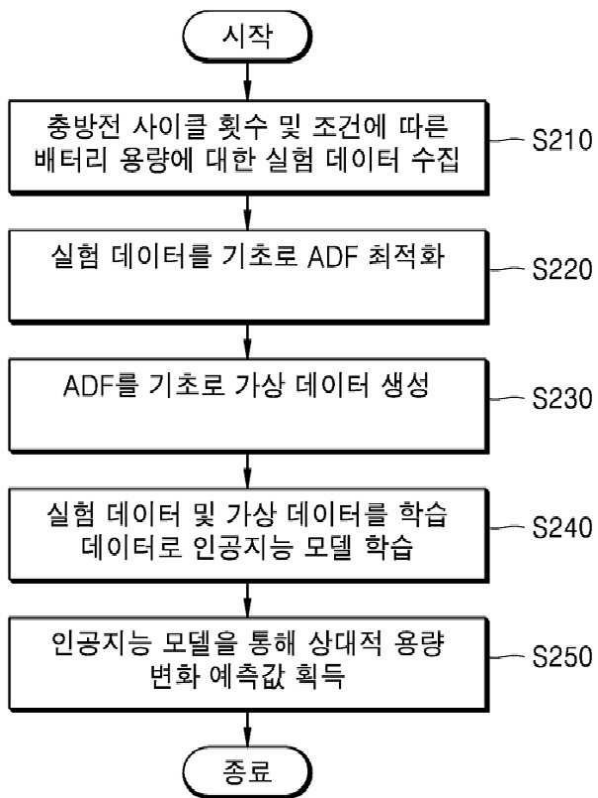 시작
충방전 사이클 횟수 및 조건에 따른
배터리 용량에 대한 실험 데이터 수집
S210
실험 데이터를 기초로 ADF 최적화
S220
ADF를 기초로 가상 데이터 생성
S230
실험 데이터 및 가상 데이터를 학습
데이터로 인공지능 모델 학습
S240
인공지능 모델을 통해 상대적 용량
변화 예측값 획득
S250
종료